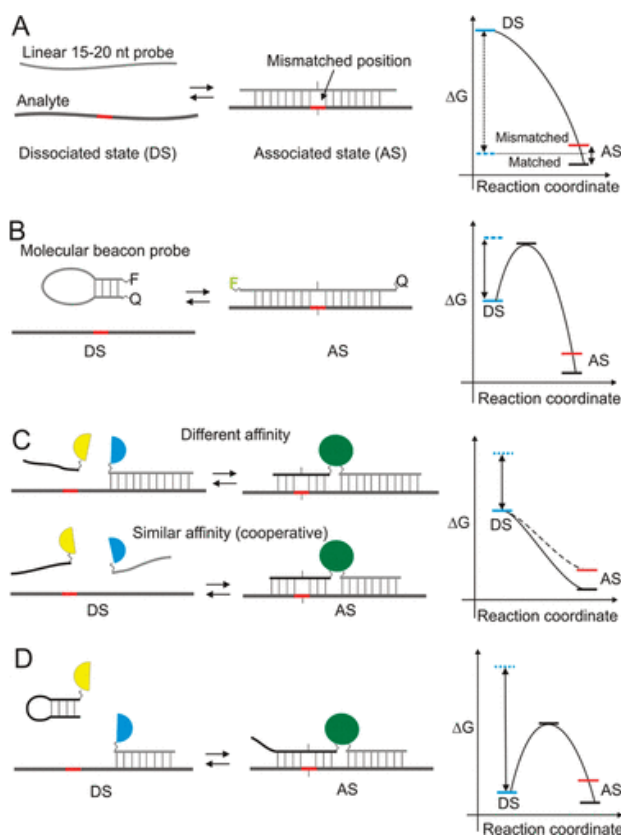 A
Linear 15-20 nt probe
Analyte
Mismatched position
Dissociated state (DS)
Associated state (AS)
DS
ΔG
Mismatched
AS
Matched
Reaction coordinate
B
Molecular beacon probe
F
Q
DS
F
Q
AS
ΔG
DS
AS
Reaction coordinate
C
Different affinity
Similar affinity (cooperative)
DS
AS
ΔG
DS
AS
Reaction coordinate
D
DS
AS
ΔG
DS
AS
Reaction coordinate